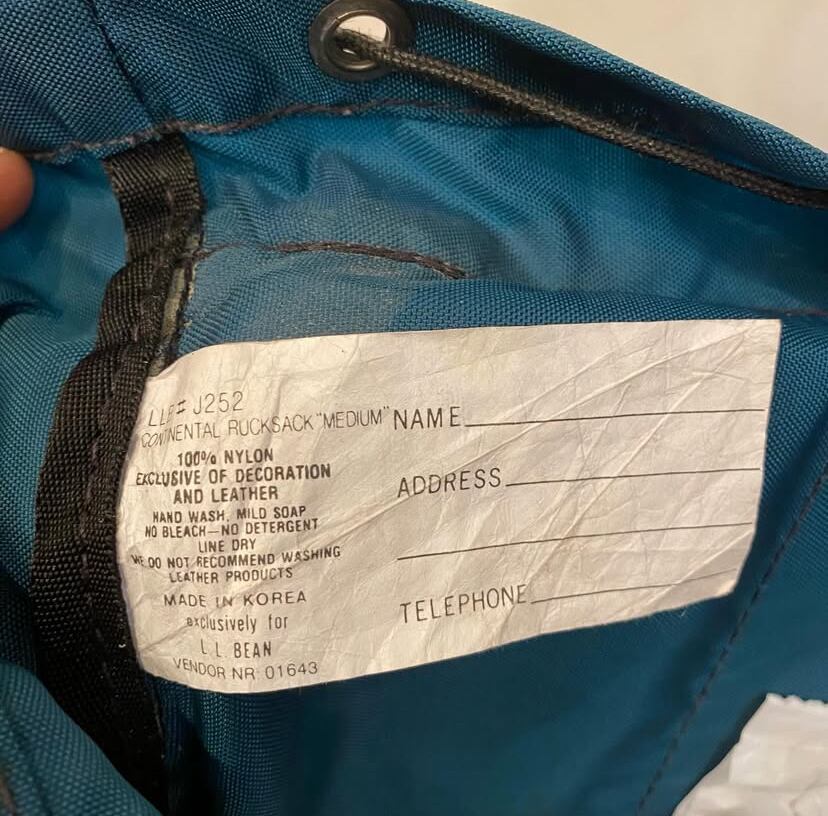 LLB# J252
CONTINENTAL RUCKSACK "MEDIUM"
100% NYLON
EXCLUSIVE OF DECORATION
AND LEATHER
HAND WASH, MILD SOAP
NO BLEACH—NO DETERGENT
LINE DRY
WE DO NOT RECOMMEND WASHING
LEATHER PRODUCTS
MADE IN KOREA
exclusively for
L. L. BEAN
VENDOR NR: 01643
NAME
ADDRESS
TELEPHONE